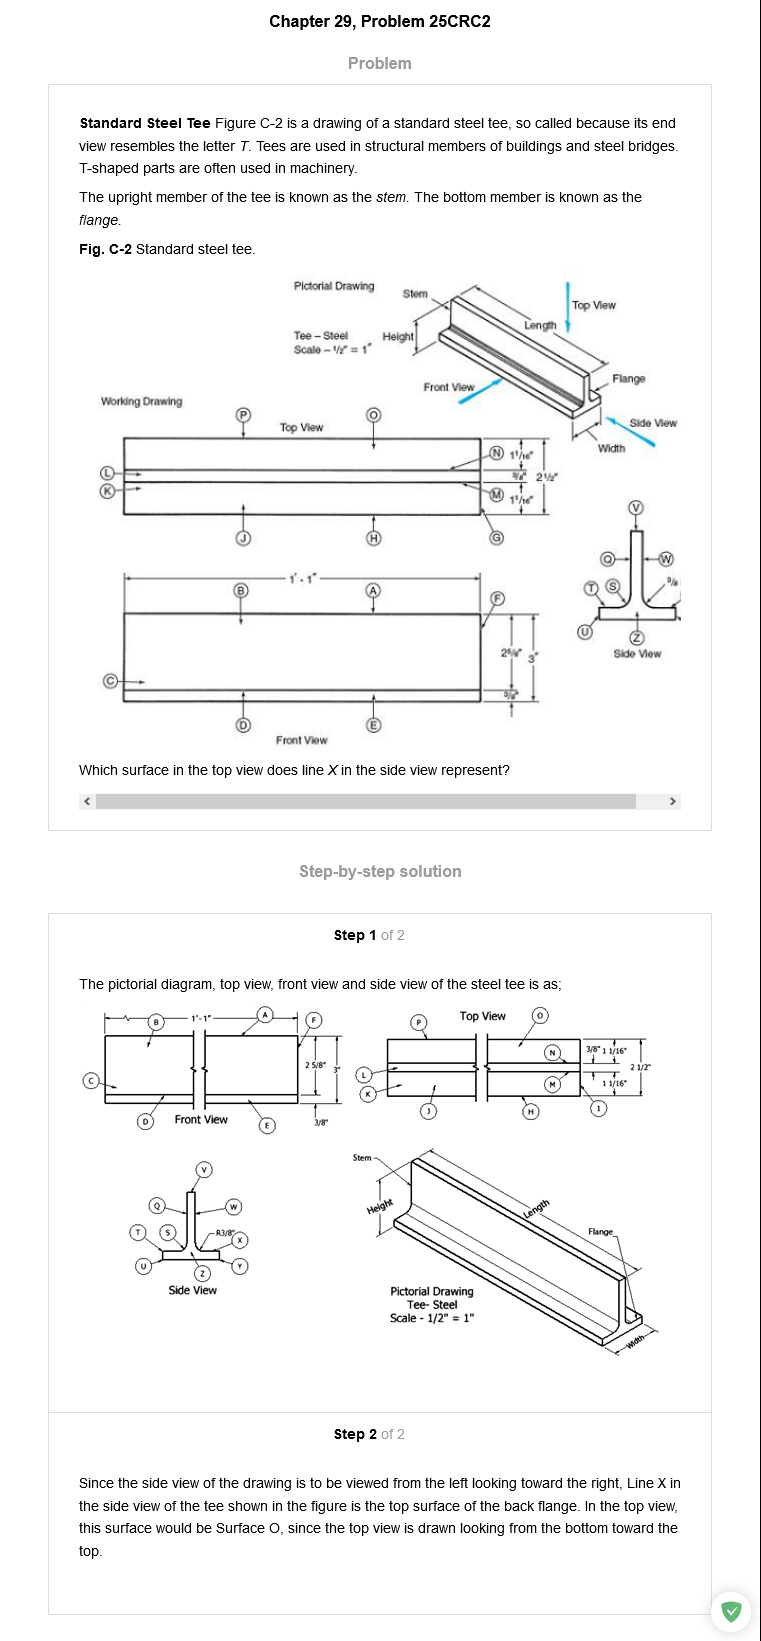 Chapter 29, Problem 25CRC2
Problem
Standard Steel Tee Figure C-2 is a drawing of a standard steel tee, so called because its end
view resembles the letter T. Tees are used in structural members of buildings and steel bridges.
T-shaped parts are often used in machinery.
The upright member of the tee is known as the stem. The bottom member is known as the
flange.
Fig. C-2 Standard steel tee.
Pictorial Drawing
Stem
Top View
Length
Tee – Steel
Height
Scale – 1/2" = 1"
Flange
Front View
Working Drawing
Side View
P
O
Top View
Width
N
1 1/16"
L
3/8"
2 1/2"
K
M
1 1/16"
V
J
H
G
Q
W
1' - 1"
3/8
B
A
T
S
F
U
Z
2 5/8"
3"
Side View
C
3/8"
D
E
Front View
Which surface in the top view does line X in the side view represent?
Step-by-step solution
Step 1 of 2
The pictorial diagram, top view, front view and side view of the steel tee is as;
1'- 1"
A
B
F
P
Top View
O
N
3/8"
1 1/16"
2 5/8"
3"
2 1/2"
L
C
M
1 1/16"
K
D
Front View
E
3/8"
J
H
1
Stem
V
Q
W
Height
Length
T
S
R3/8"
X
Flange
U
Z
Y
Side View
Pictorial Drawing
Tee- Steel
Scale - 1/2" = 1"
Width
Step 2 of 2
Since the side view of the drawing is to be viewed from the left looking toward the right, Line X in
the side view of the tee shown in the figure is the top surface of the back flange. In the top view,
this surface would be Surface O, since the top view is drawn looking from the bottom toward the
top.